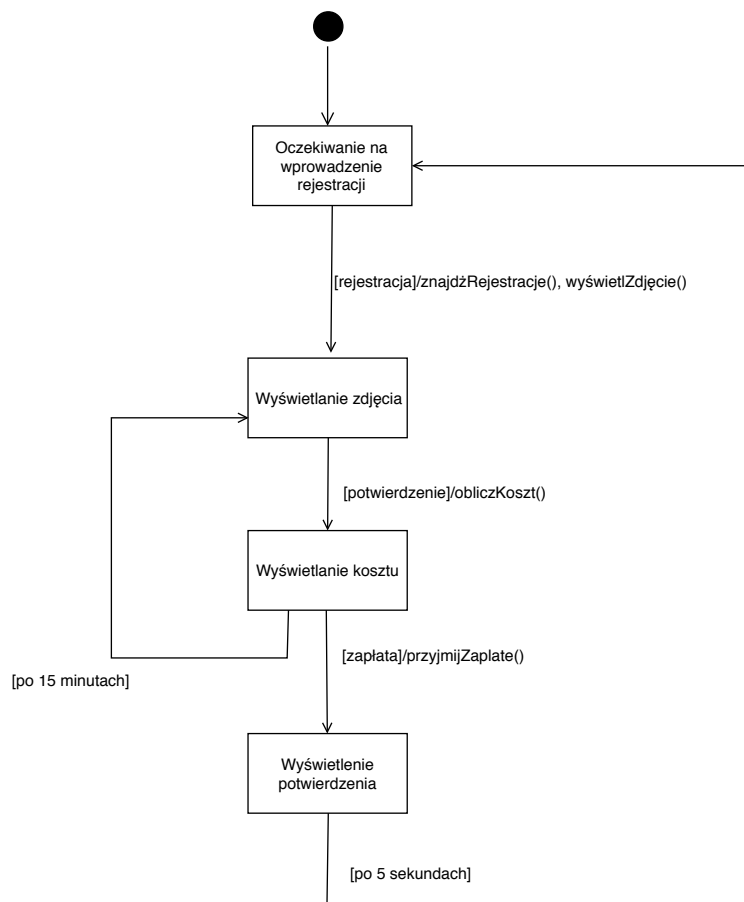 Oczekiwanie na
wprowadzenie
rejestracji
[rejestracja]/znajdżRejestracje(), wyświetlZdjęcie()
Wyświetlanie zdjęcia
[potwierdzenie]/obliczKoszt()
Wyświetlanie kosztu
[zapłata]/przyjmijZaplate()
[po 15 minutach]
Wyświetlenie
potwierdzenia
[po 5 sekundach]